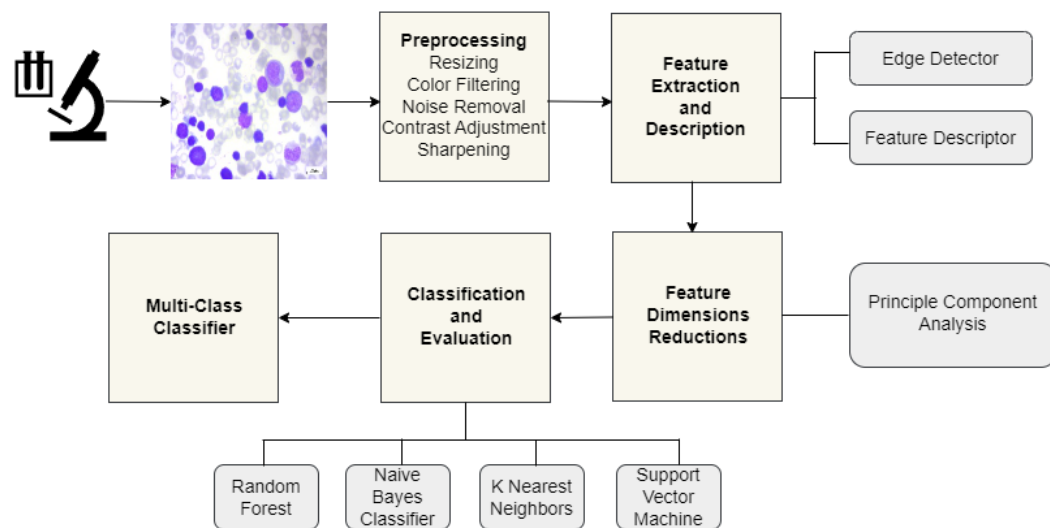 Preprocessing
Resizing
Color Filtering
Noise Removal
Contrast Adjustment
Sharpening
Feature
Extraction
and
Description
Edge Detector
Feature Descriptor
Multi-Class
Classifier
Classification
and
Evaluation
Feature
Dimensions
Reductions
Principle Component
Analysis
Random
Forest
Naive
Bayes
Classifier
K Nearest
Neighbors
Support
Vector
Machine